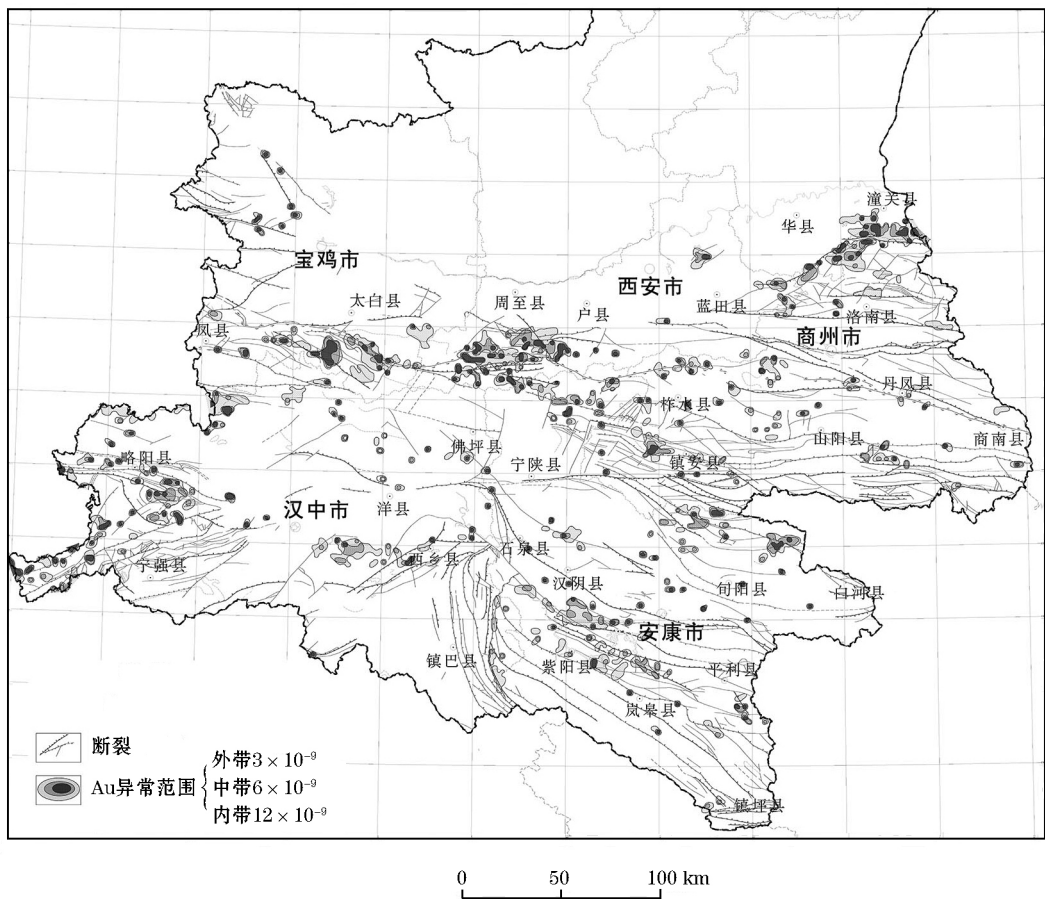 潼关县
华县
宝鸡市
西安市
太白县
周至县
户县
蓝田县
洛南县
凤县
商州市
丹凤县
柞水县
佛坪县
山阳县
商南县
略阳县
宁陕县
镇安县
汉中市
洋县
石泉县
西乡县
宁强县
汉阴县
旬阳县
白河县
安康市
镇巴县
紫阳县
平利县
岚皋县
镇坪县
断裂
Au异常范围
外带3×10⁻⁹
中带6×10⁻⁹
内带12×10⁻⁹
0 50 100 km